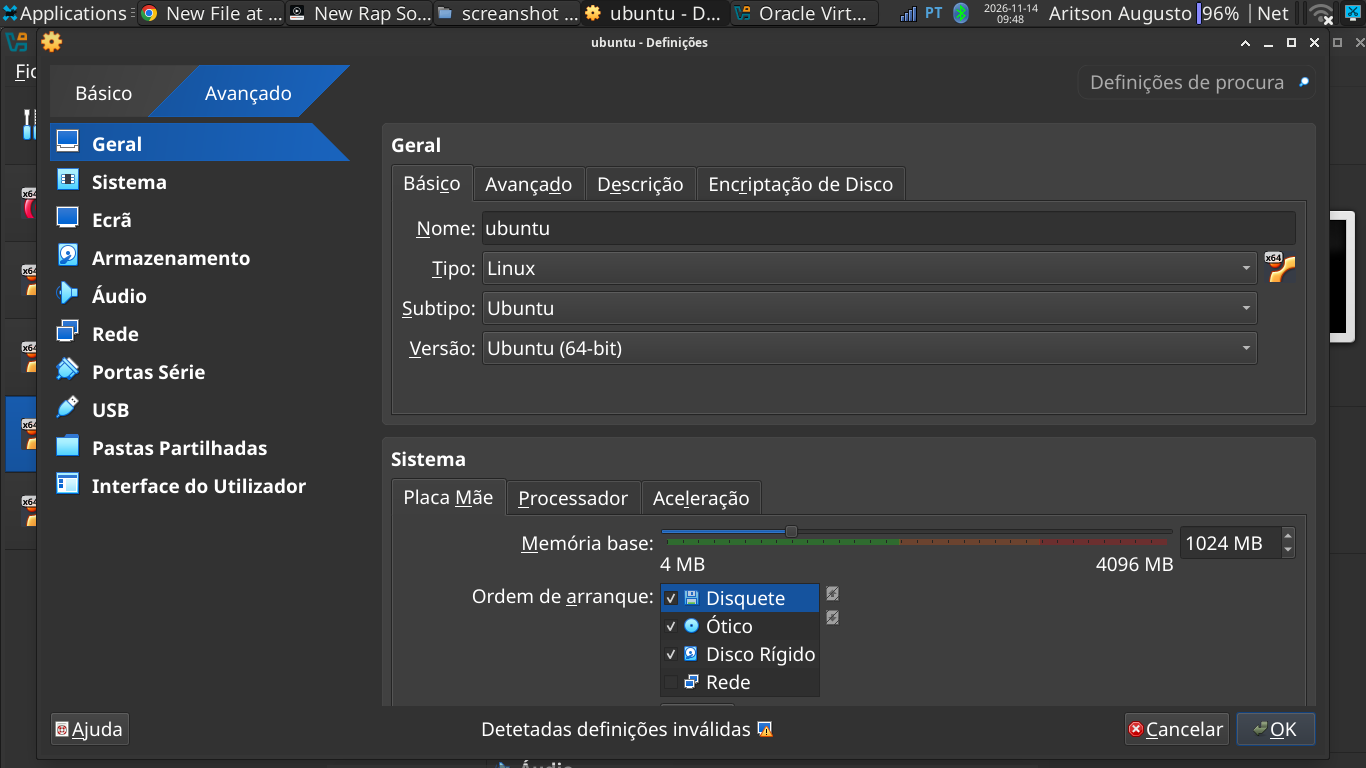 Applications
New File at ...
New Rap So...
screanshot ...
ubuntu - D...
Oracle Virt...
PT
2026-11-14
09:48
Aritson Augusto
96%
Net
ubuntu - Definições
Fic
Básico
Avançado
Definições de procura
Geral
Sistema
Ecrã
Armazenamento
Áudio
Rede
Portas Série
USB
Pastas Partilhadas
Interface do Utilizador
Geral
Básico
Avançado
Descrição
Encriptação de Disco
Nome: ubuntu
Tipo: Linux
x64
Subtipo: Ubuntu
Versão: Ubuntu (64-bit)
Sistema
Placa Mãe
Processador
Aceleração
Memória base:
1024 MB
4 MB
4096 MB
Ordem de arranque:
Disquete
Ótico
Disco Rígido
Rede
Ajuda
Detetadas definições inválidas
Cancelar
OK